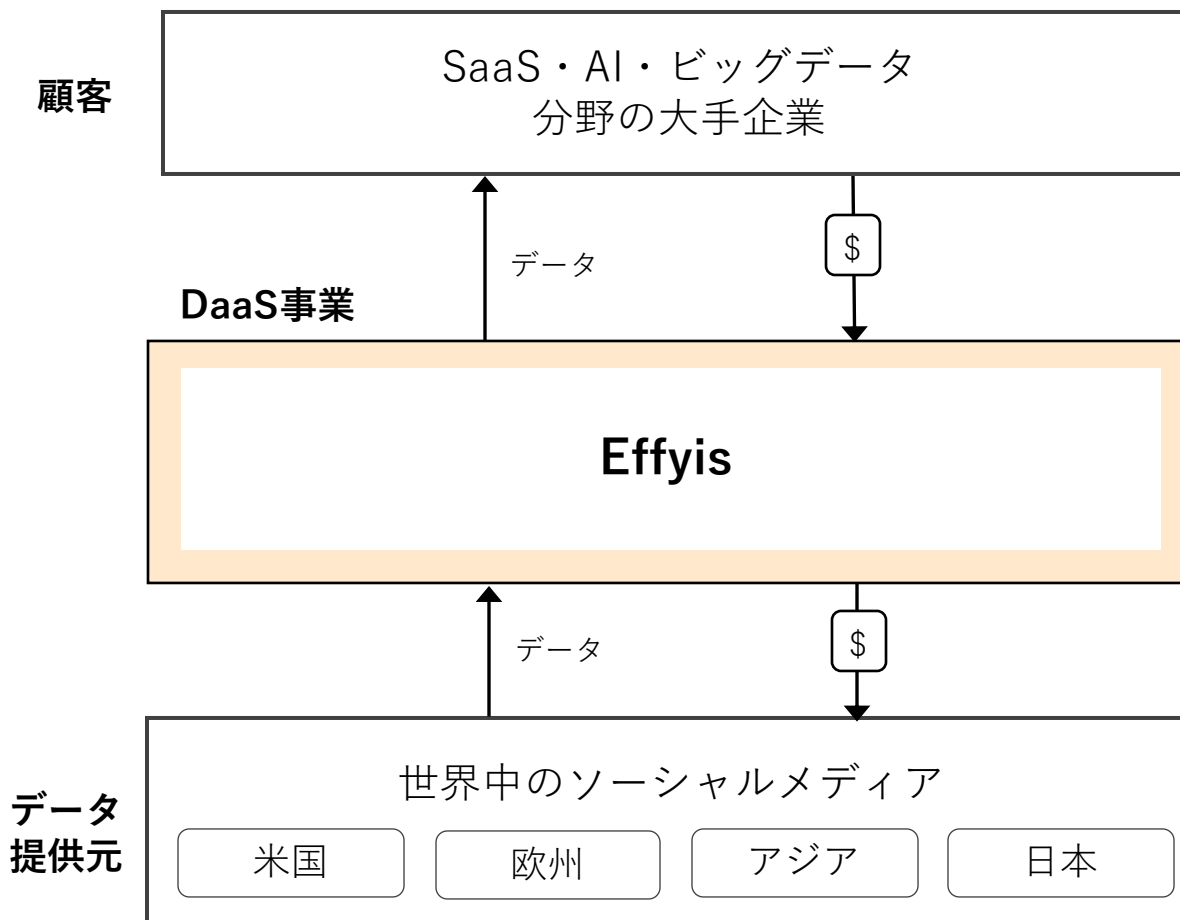 顧客
SaaS・AI・ビッグデータ
分野の大手企業
データ
$
DaaS事業
Effyis
データ
$
データ
提供元
世界中のソーシャルメディア
米国
欧州
アジア
日本